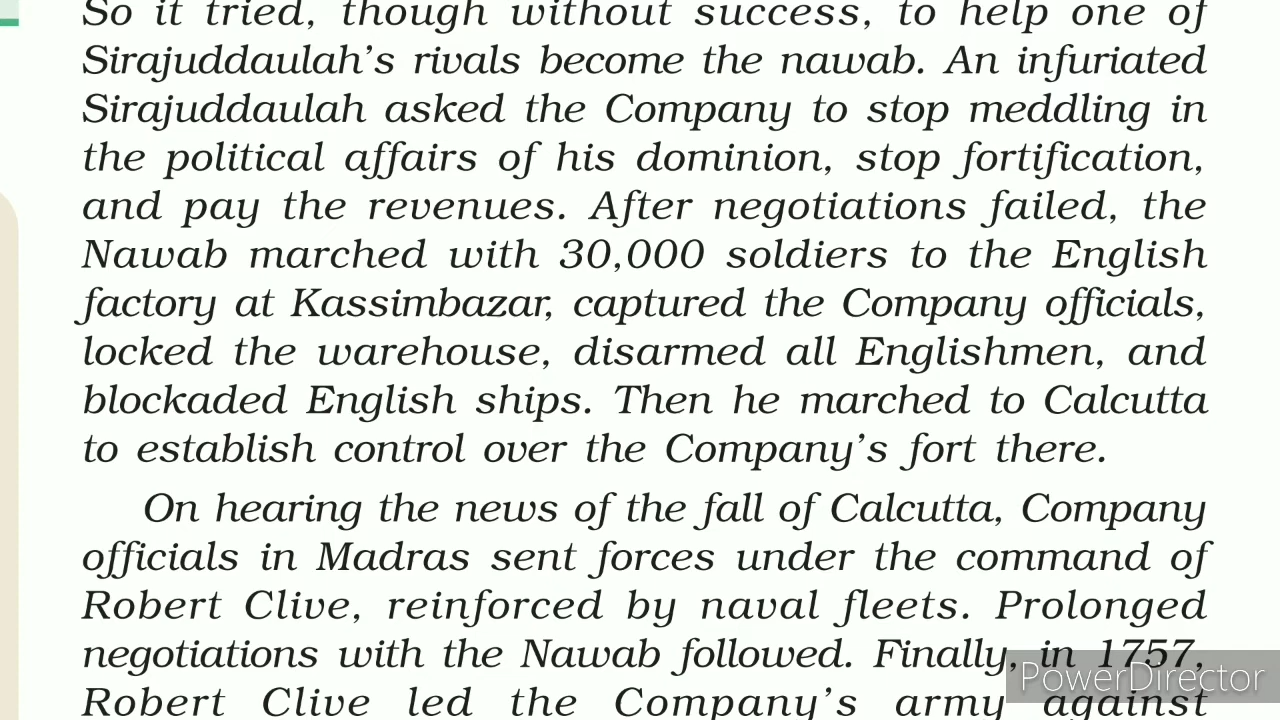 So it tried, though without success, to help one of
Sirajuddaulah’s rivals become the nawab. An infuriated
Sirajuddaulah asked the Company to stop meddling in
the political affairs of his dominion, stop fortification,
and pay the revenues. After negotiations failed, the
Nawab marched with 30,000 soldiers to the English
factory at Kassimbazar, captured the Company officials,
locked the warehouse, disarmed all Englishmen, and
blockaded English ships. Then he marched to Calcutta
to establish control over the Company’s fort there.
On hearing the news of the fall of Calcutta, Company
officials in Madras sent forces under the command of
Robert Clive, reinforced by naval fleets. Prolonged
negotiations with the Nawab followed. Finally, in 1757,
Robert Clive led the Company’s army against
PowerDirector